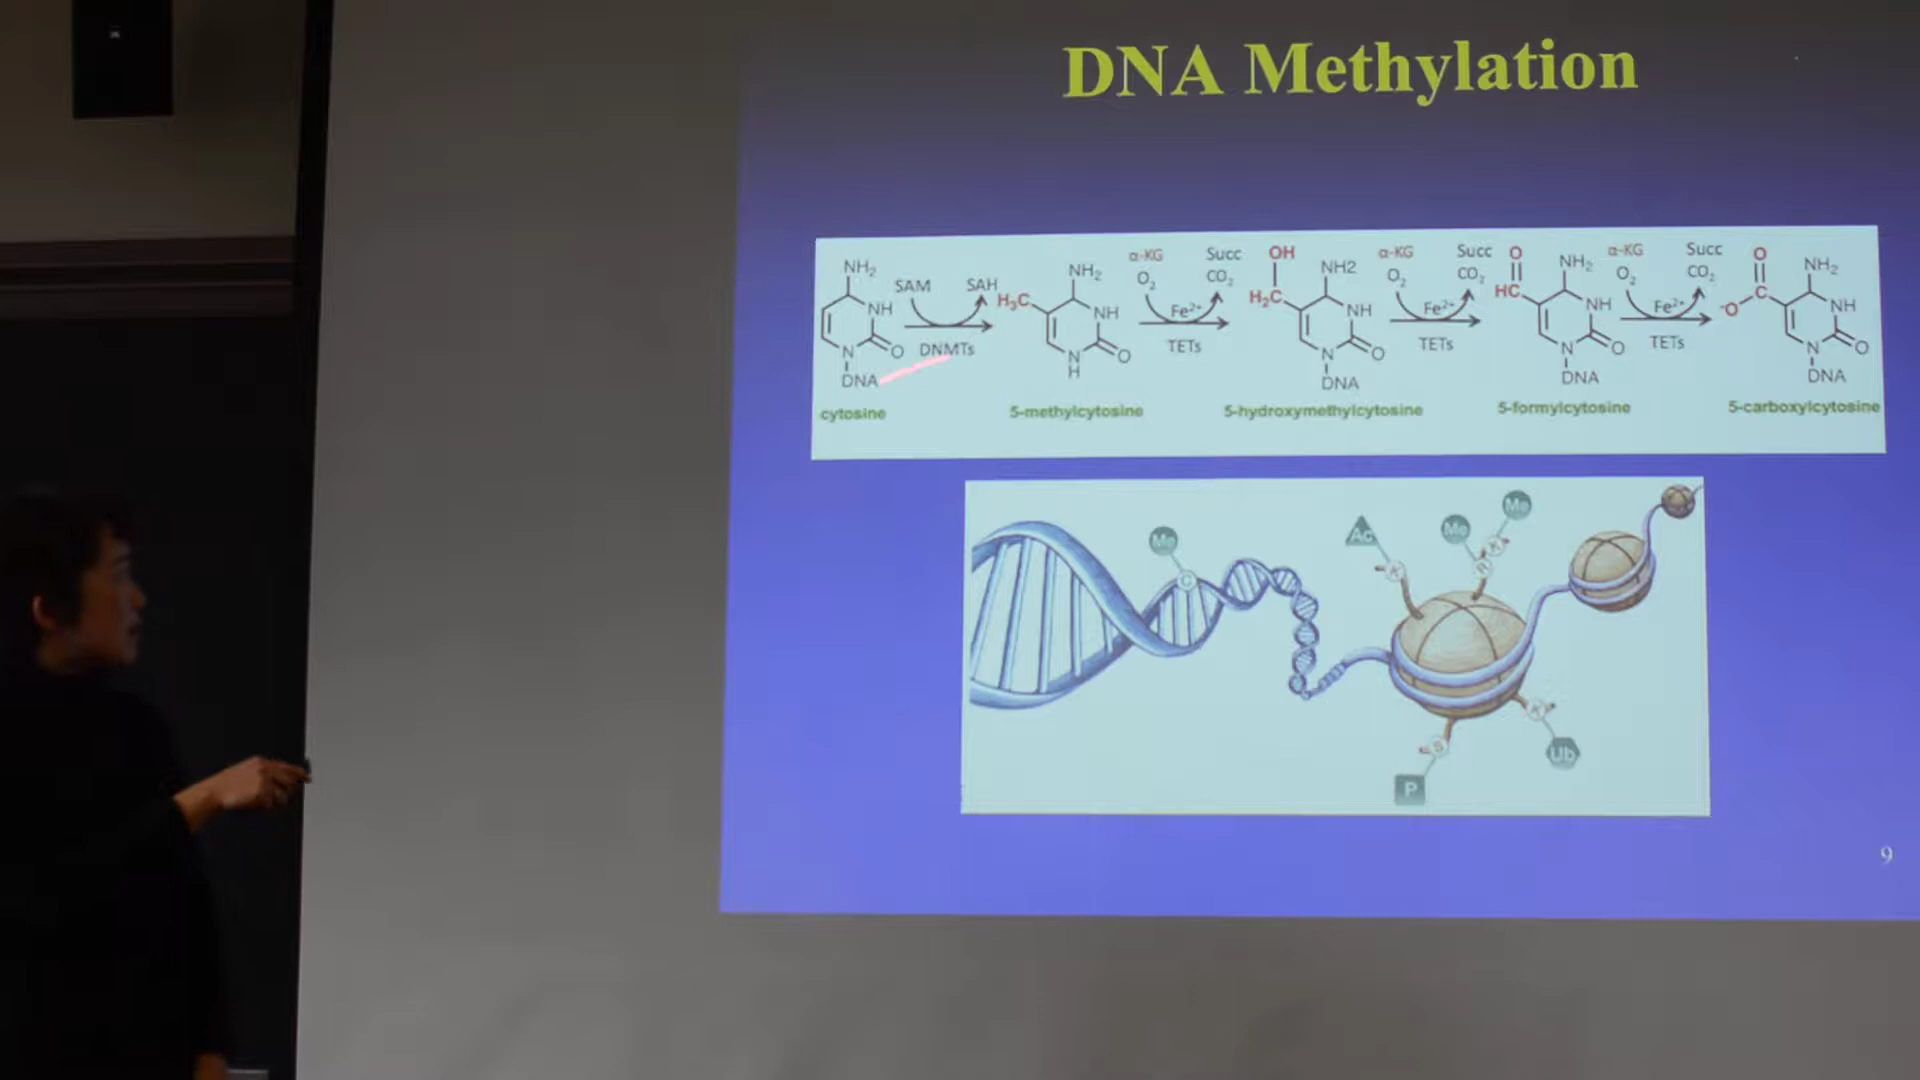 DNA Methylation
NH2
NH
N
O
DNA
cytosine
SAM SAH
DNMTs
H3C
NH2
NH
N
H
O
5-methylcytosine
α-KG Succ
O2 CO2
Fe2+
TETs
OH
H2C
NH2
NH
N
O
DNA
5-hydroxymethylcytosine
α-KG Succ
O2 CO2
Fe2+
TETs
O
HC
NH2
NH
N
O
DNA
5-formylcytosine
α-KG Succ
O2 CO2
Fe2+
TETs
O
-O
C
NH2
NH
N
O
DNA
5-carboxylcytosine
Me
C
Ac
K
Me
R
Me
K
K
Ub
S
P
9